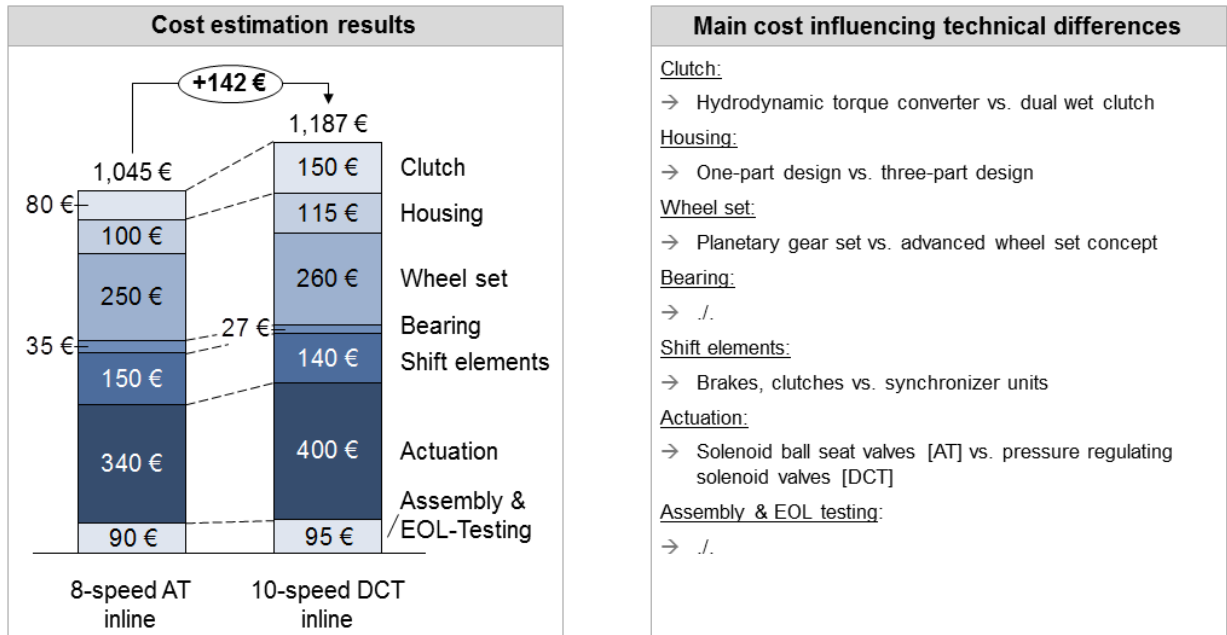 Cost estimation results
+142 €
1,187 €
1,045 €
80 €
100 €
250 €
35 €
150 €
340 €
90 €
150 €
115 €
260 €
27 €
140 €
400 €
95 €
Clutch
Housing
Wheel set
Bearing
Shift elements
Actuation
Assembly &
EOL-Testing
8-speed AT
inline
10-speed DCT
inline
Main cost influencing technical differences
Clutch:
→ Hydrodynamic torque converter vs. dual wet clutch
Housing:
→ One-part design vs. three-part design
Wheel set:
→ Planetary gear set vs. advanced wheel set concept
Bearing:
→ ./.
Shift elements:
→ Brakes, clutches vs. synchronizer units
Actuation:
→ Solenoid ball seat valves [AT] vs. pressure regulating
solenoid valves [DCT]
Assembly & EOL testing:
→ ./.